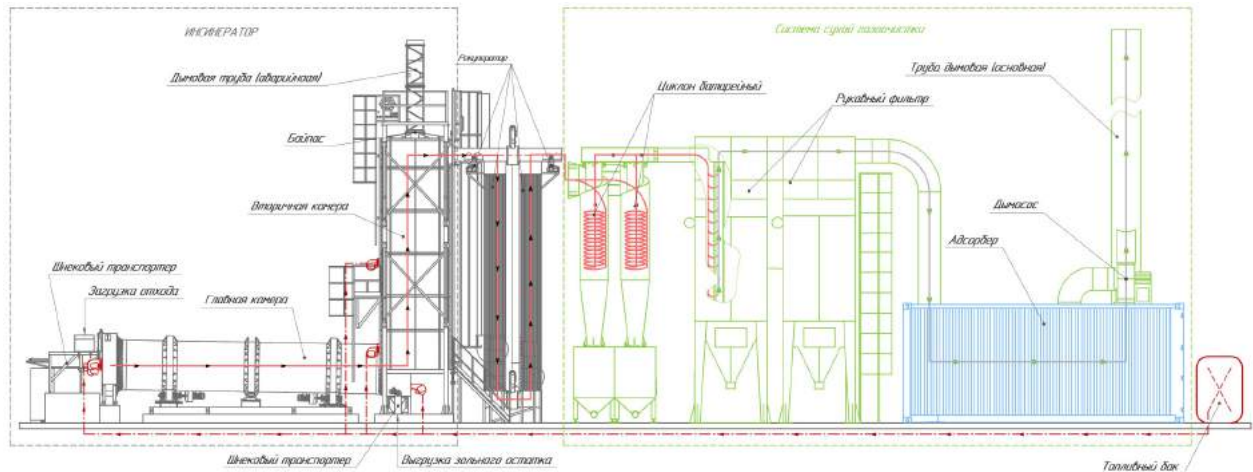 ИНСИНЕРАТОР
Система сухой газоочистки
Дымовая труба (аварийная)
Рекуператор
Циклон батарейный
Рукавный фильтр
Труба дымовая (основная)
Байпас
Вторичная камера
Дымосос
Адсорбер
Шнековый транспортер
Загрузка отхода
Главная камера
Шнековый транспортер
Выгрузка зольного остатка
Топливный бак